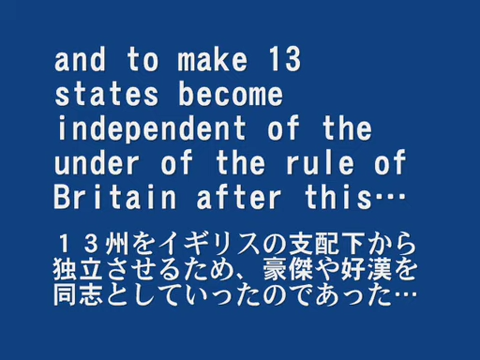 and to make 13
states become
independent of the
under of the rule of
Britain after this…
１３州をイギリスの支配下から
独立させるため、豪傑や好漢を
同志としていったのであった…